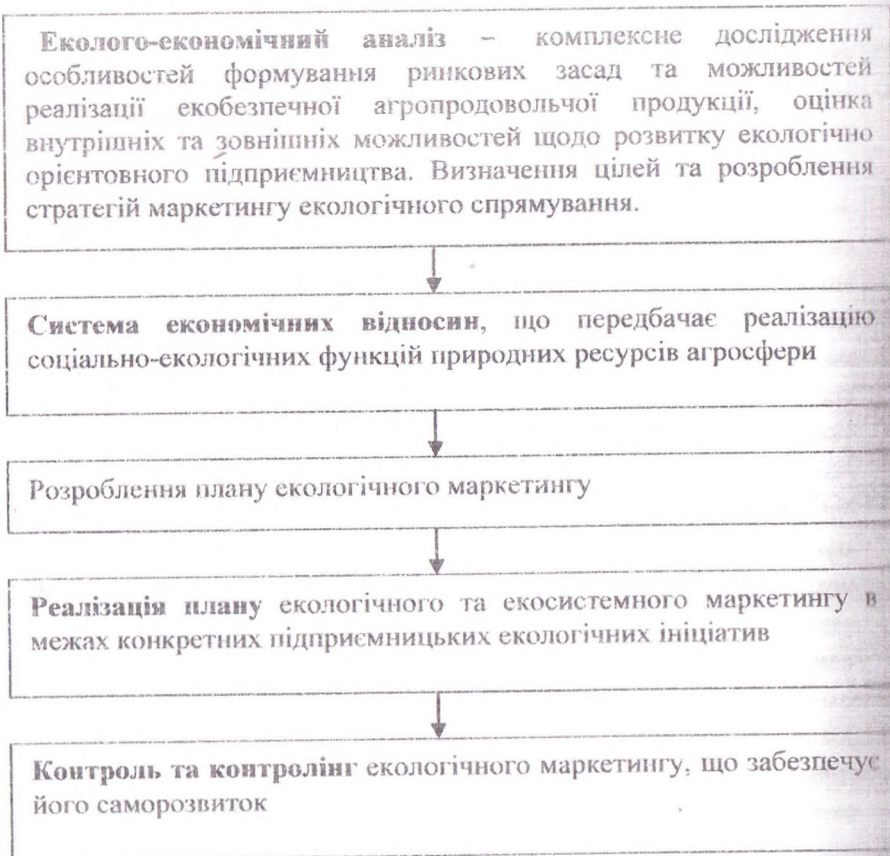 Еколого-економічний аналіз – комплексне дослідження
особливостей формування ринкових засад та можливостей
реалізації екобезпечної агропродовольчої продукції, оцінка
внутрішніх та зовнішніх можливостей щодо розвитку екологічно
орієнтовного підприємництва. Визначення цілей та розроблення
стратегій маркетингу екологічного спрямування.
Система економічних відносин, що передбачає реалізацію
соціально-екологічних функцій природних ресурсів агросфери
Розроблення плану екологічного маркетингу
Реалізація плану екологічного та екосистемного маркетингу в
межах конкретних підприємницьких екологічних ініціатив
Контроль та контролінг екологічного маркетингу, що забезпечує
його саморозвиток